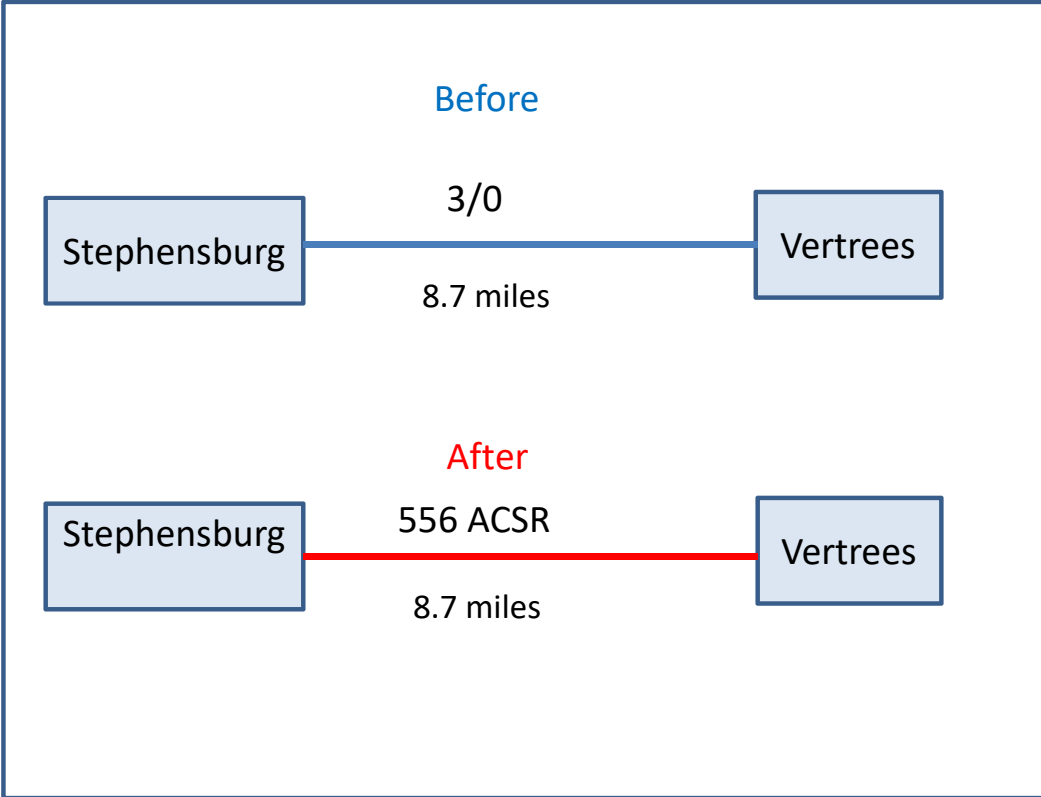 Before
3/0
Stephensburg
Vertrees
8.7 miles
After
556 ACSR
Stephensburg
Vertrees
8.7 miles